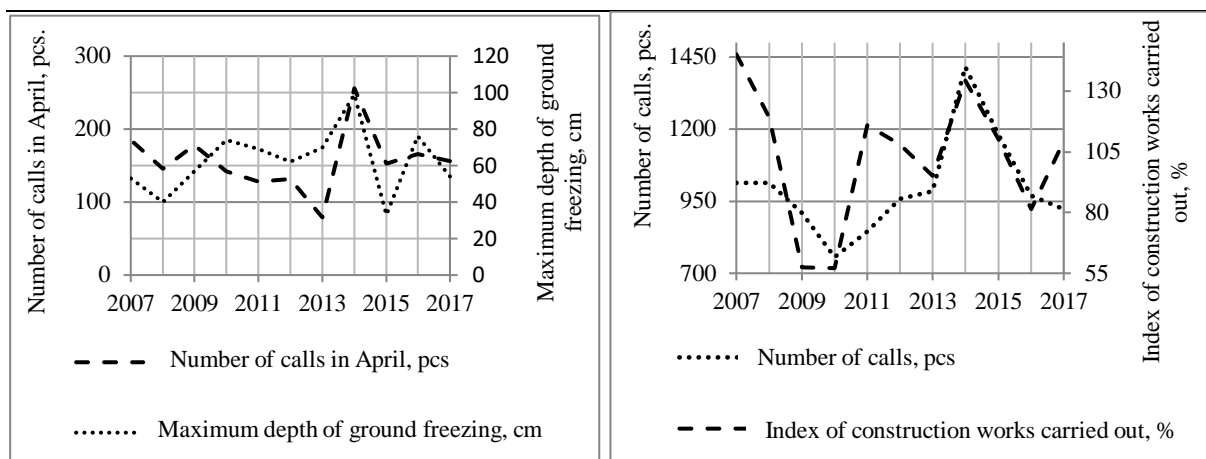 Number of calls in April, pcs.
300
200
100
0
120
100
80
60
40
20
0
Maximum depth of ground
freezing, cm
2007 2009 2011 2013 2015 2017
Number of calls in April, pcs
Maximum depth of ground freezing, cm
Number of calls, pcs.
1450
1200
950
700
130
105
80
55
Index of construction works carried
out, %
2007 2009 2011 2013 2015 2017
Number of calls, pcs
Index of construction works carried out, %